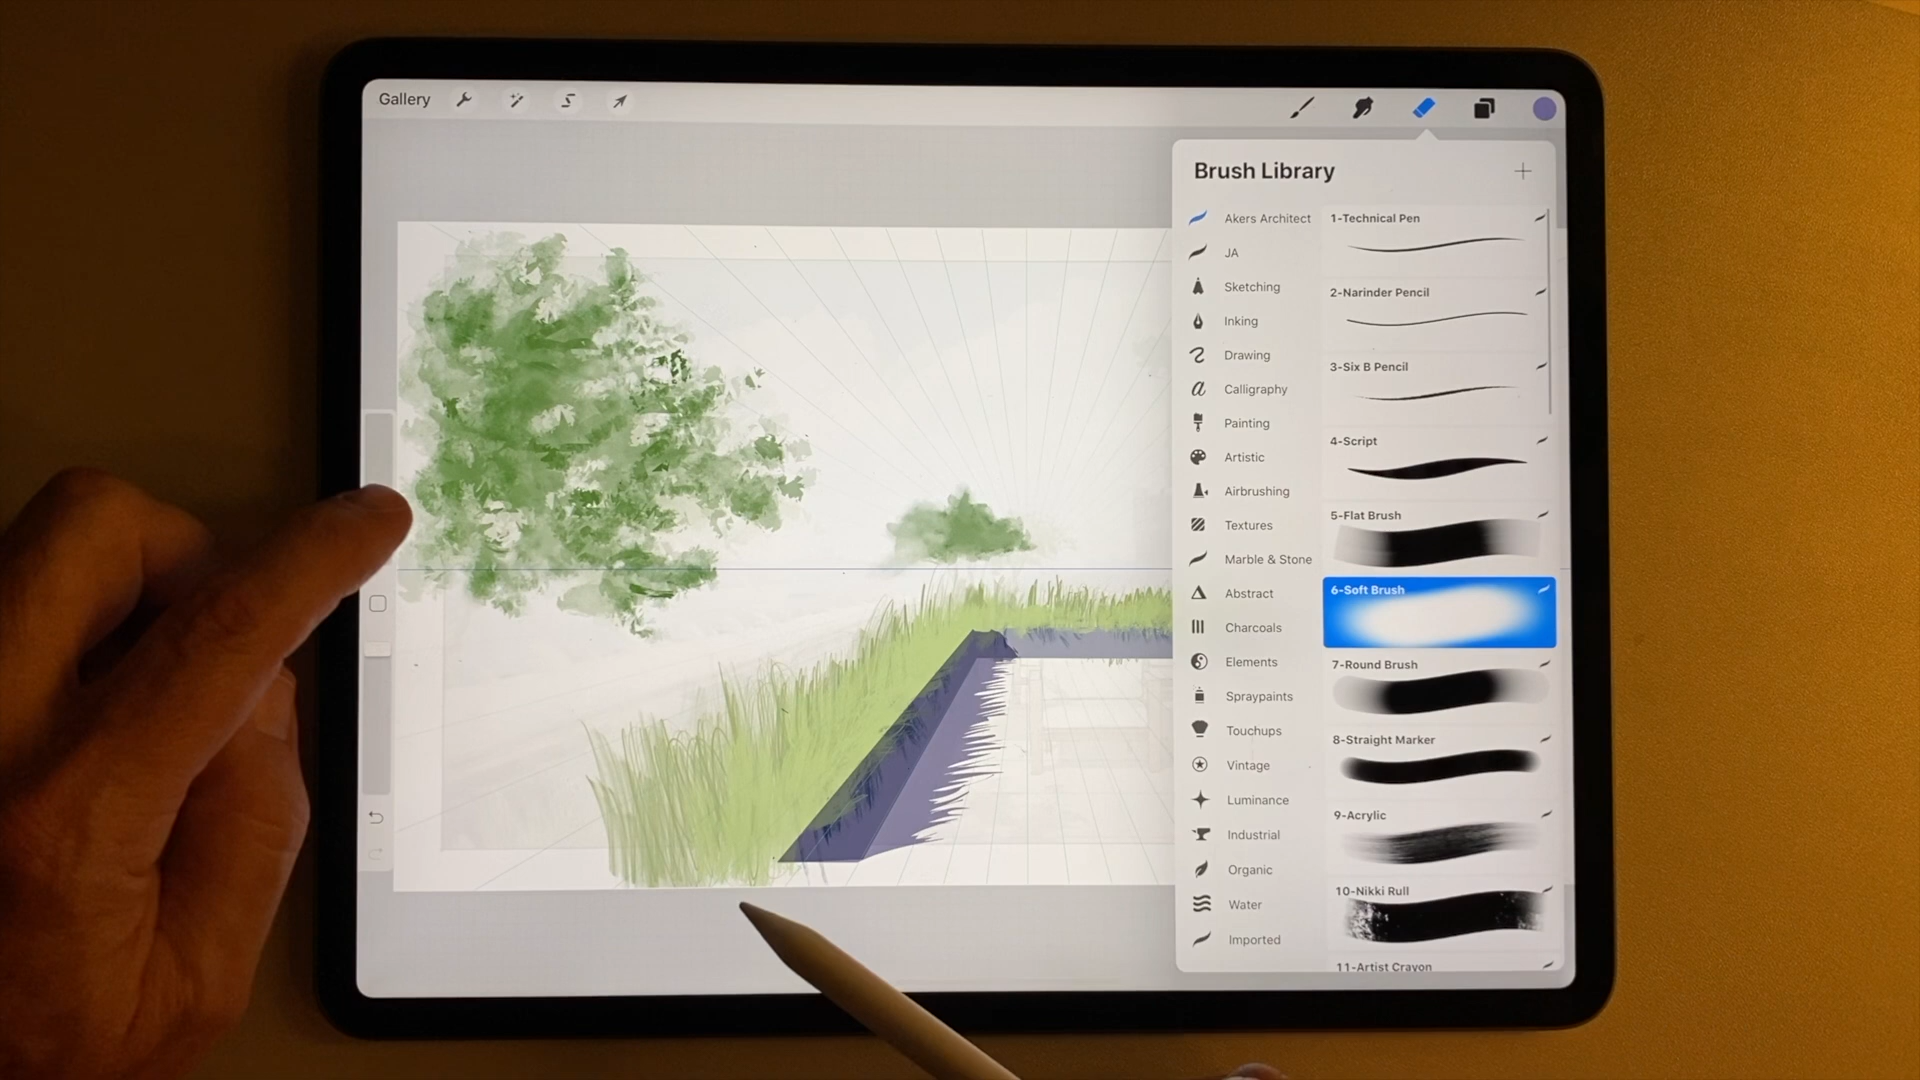 Gallery
Brush Library
Akers Architect
JA
Sketching
Inking
Drawing
Calligraphy
Painting
Artistic
Airbrushing
Textures
Marble & Stone
Abstract
Charcoals
Elements
Spraypaints
Touchups
Vintage
Luminance
Industrial
Organic
Water
Imported
1-Technical Pen
2-Narinder Pencil
3-Six B Pencil
4-Script
5-Flat Brush
6-Soft Brush
7-Round Brush
8-Straight Marker
9-Acrylic
10-Nikki Rull
11-Artist Crayon